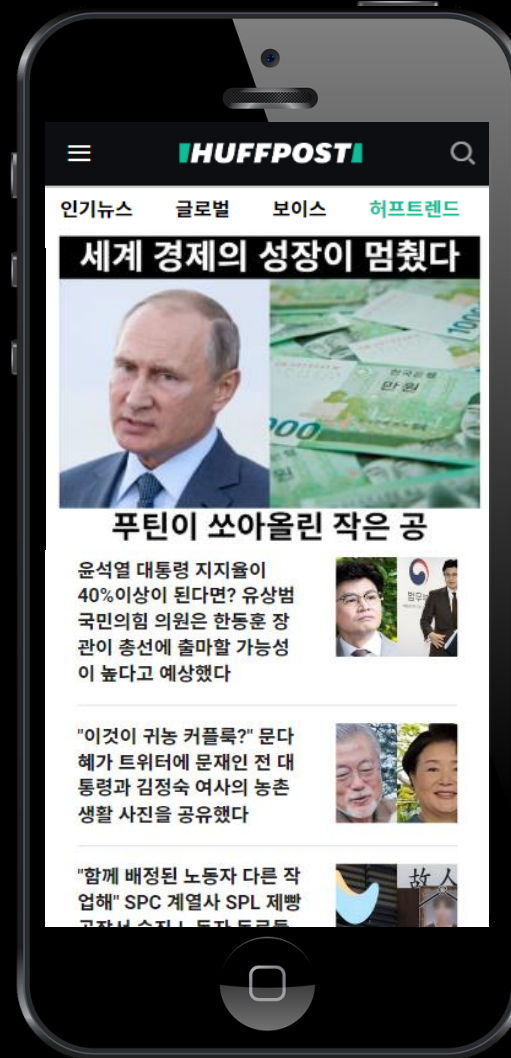 HUFFPOST
인기뉴스 글로벌 보이스 허프트렌드
세계 경제의 성장이 멈췄다
1000
한국은행
만 원
푸틴이 쏘아올린 작은 공
윤석열 대통령 지지율이
40%이상이 된다면? 유상범
국민의힘 의원은 한동훈 장
관이 총선에 출마할 가능성
이 높다고 예상했다
법무부
"이것이 귀농 커플룩?" 문다
혜가 트위터에 문재인 전 대
통령과 김정숙 여사의 농촌
생활 사진을 공유했다
"함께 배정된 노동자 다른 작
업해" SPC 계열사 SPL 제빵
故人